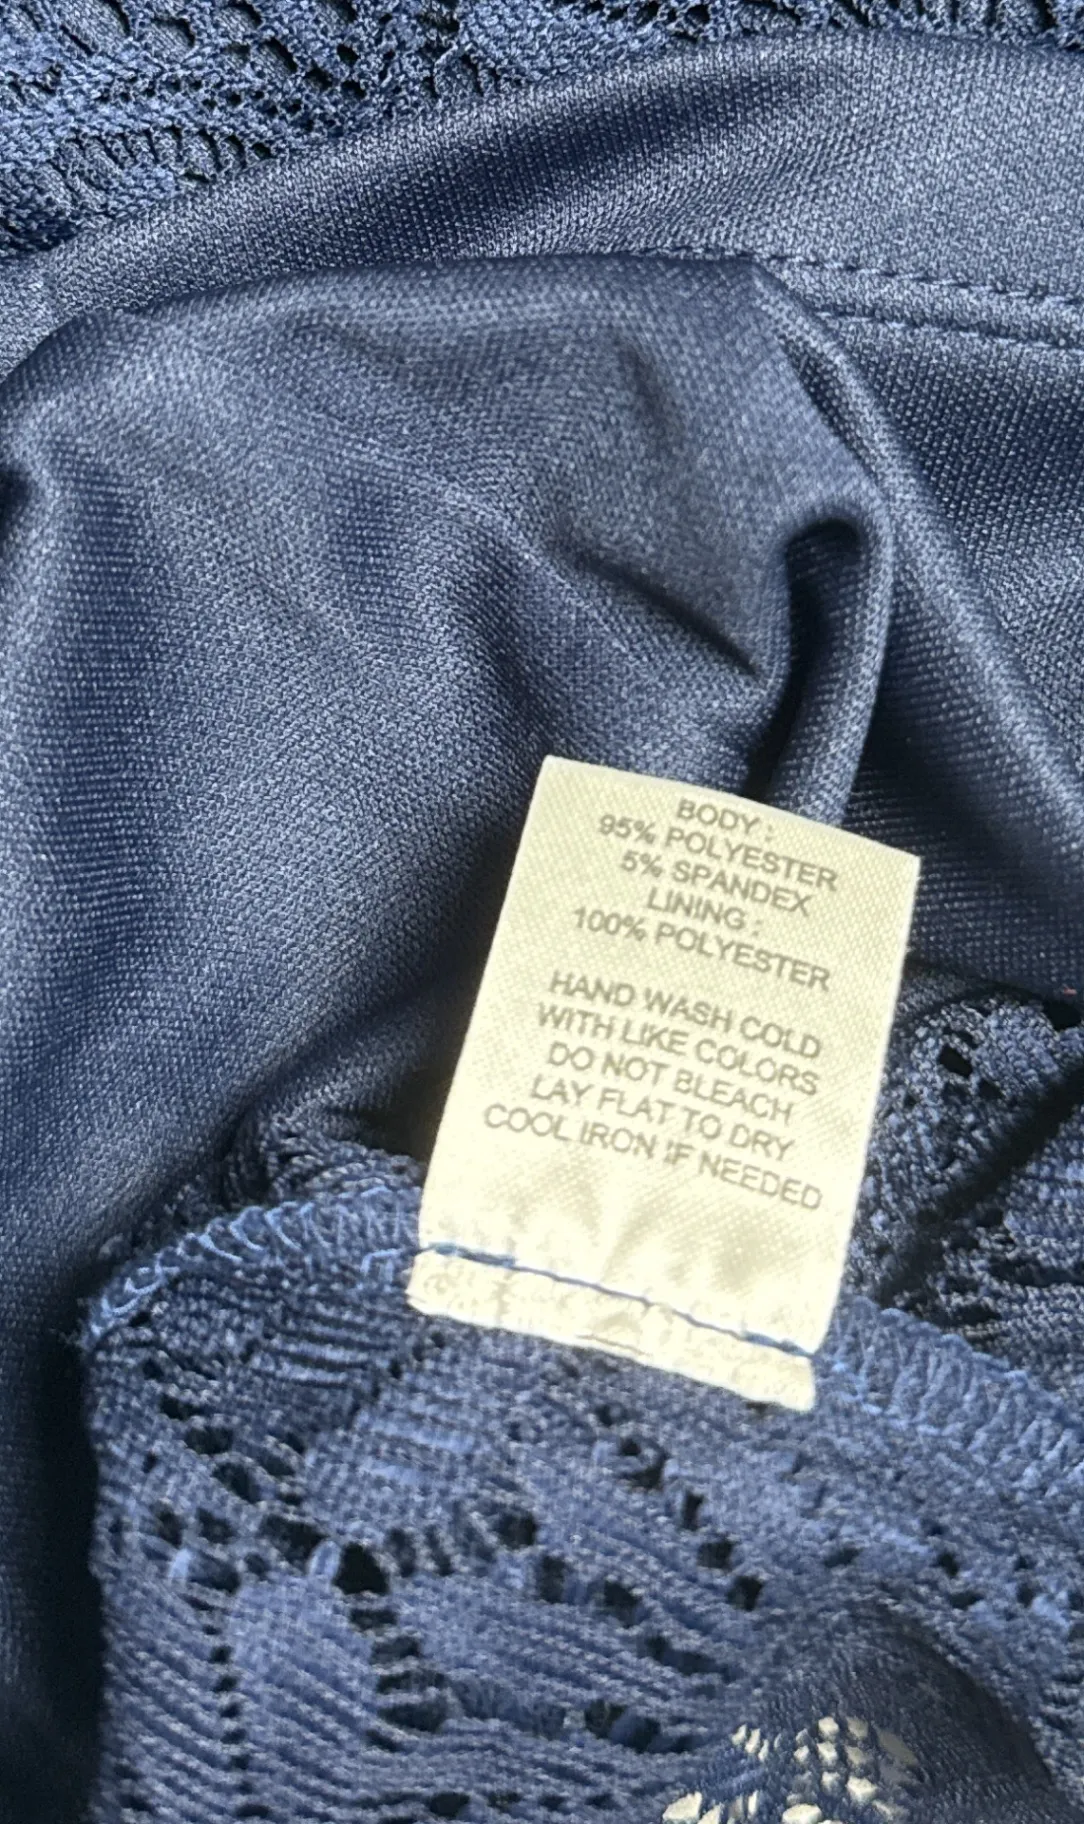 BODY :
95% POLYESTER
5% SPANDEX
LINING :
100% POLYESTER
HAND WASH COLD
WITH LIKE COLORS
DO NOT BLEACH
LAY FLAT TO DRY
COOL IRON IF NEEDED